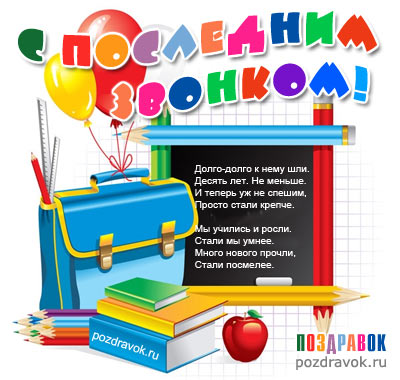 С ПОСЛЕДНИМ
ЗВОНКОМ!
Долго-долго к нему шли.
Десять лет. Не меньше.
И теперь уж не спешим,
Просто стали крепче.
Мы учились и росли.
Стали мы умнее.
Много нового прочли,
Стали посмелее.
pozdravok.ru
ПОЗДРАВОК
pozdravok.ru